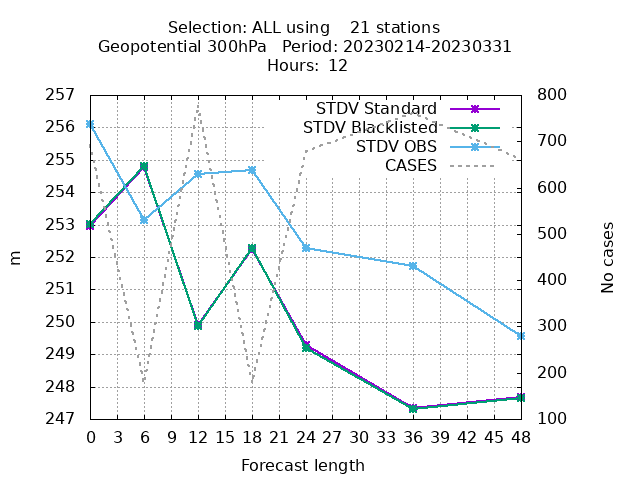 Selection: ALL using    21 stations
Geopotential 300hPa   Period: 20230214-20230331
Hours:  12
STDV Standard
STDV Blacklisted
STDV OBS
CASES
257
256
255
254
253
252
251
250
249
248
247
800
700
600
500
400
300
200
100
m
No cases
0 3 6 9 12 15 18 21 24 27 30 33 36 39 42 45 48
Forecast length